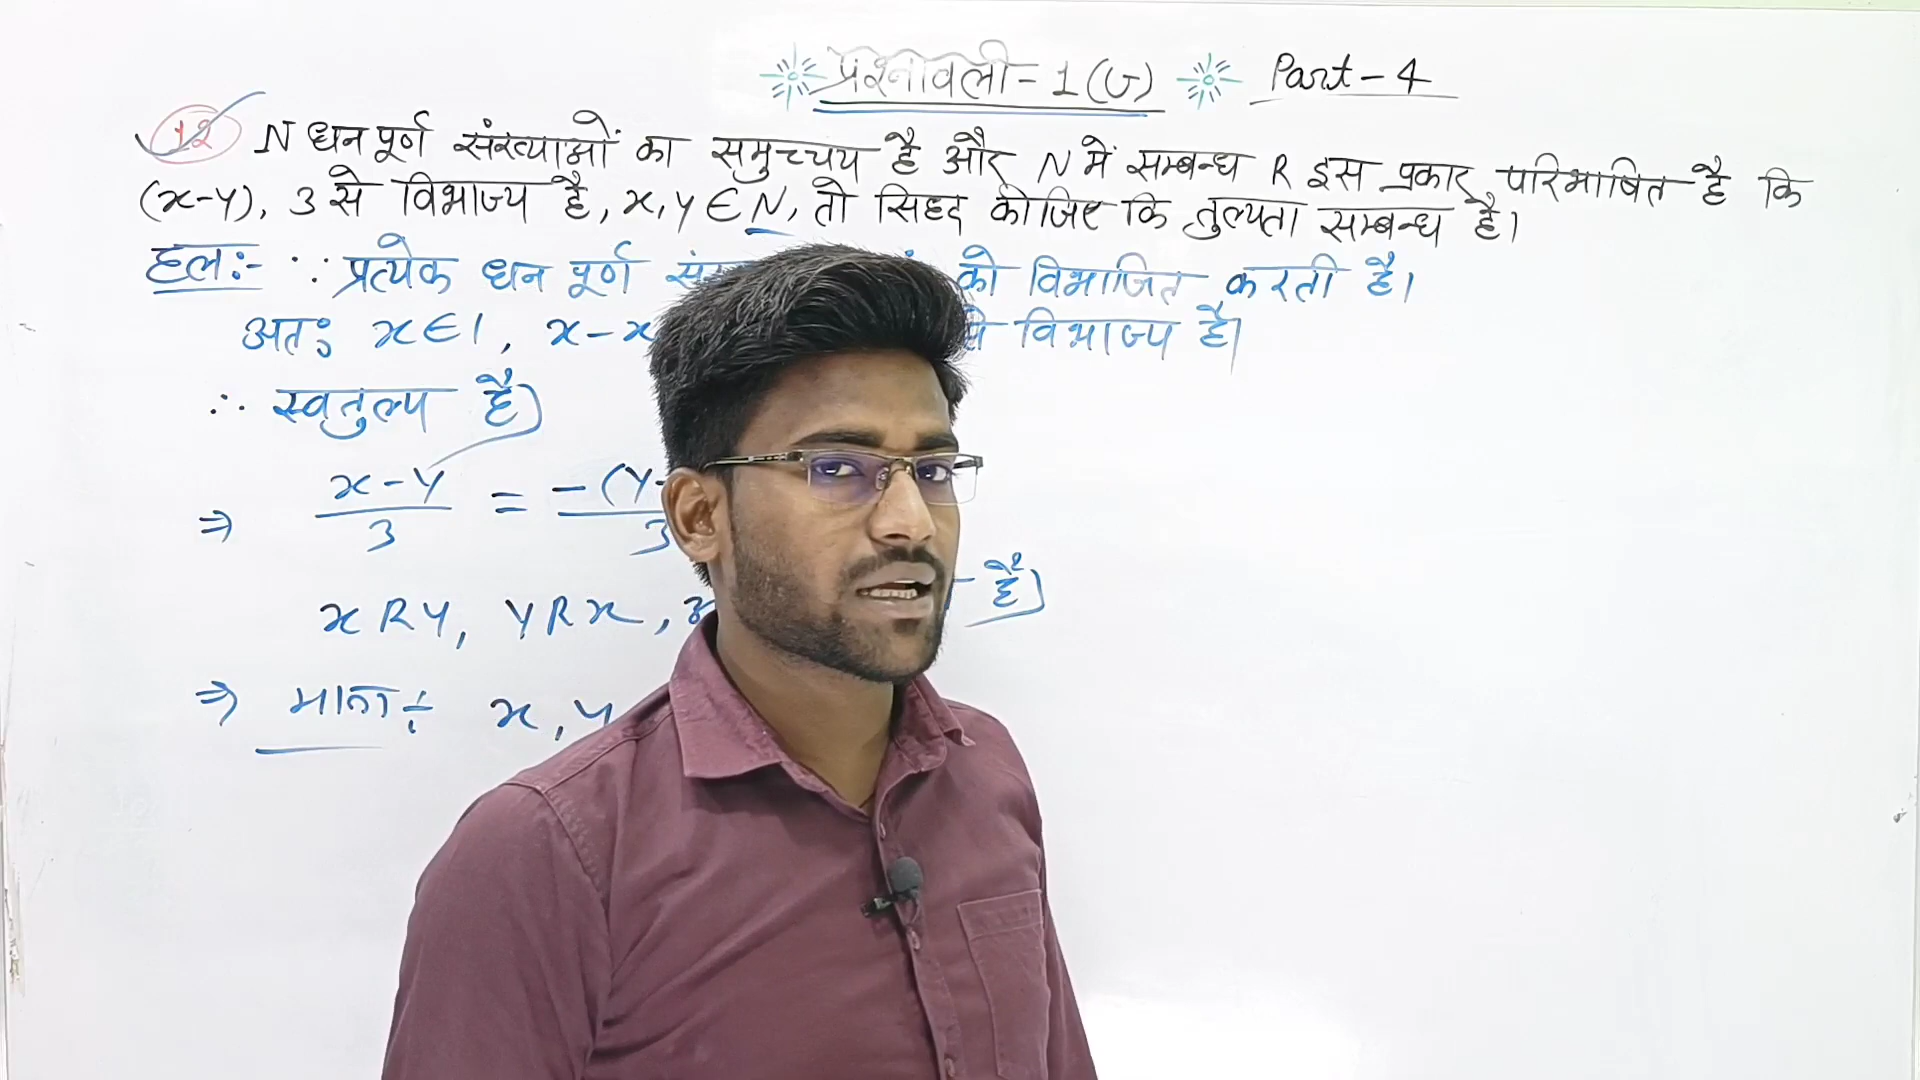 प्रश्नावली-1(U) Part-4
12 N धन पूर्ण संख्याओं का समुच्चय है और N में सम्बन्ध R इस प्रकार परिभाषित है कि
(x-y), 3 से विभाज्य है, x,y∈N, तो सिद्ध कीजिए कि तुल्यता सम्बन्ध है।
हल:- ∵ प्रत्येक धन पूर्ण को विभाजित करती है।
अतः x∈I, x-x से विभाज्य है।
∴ स्वतुल्य है
⇒ x-y/3 = -(y-/3
xRy, yRx, है
⇒ माना÷ x, y